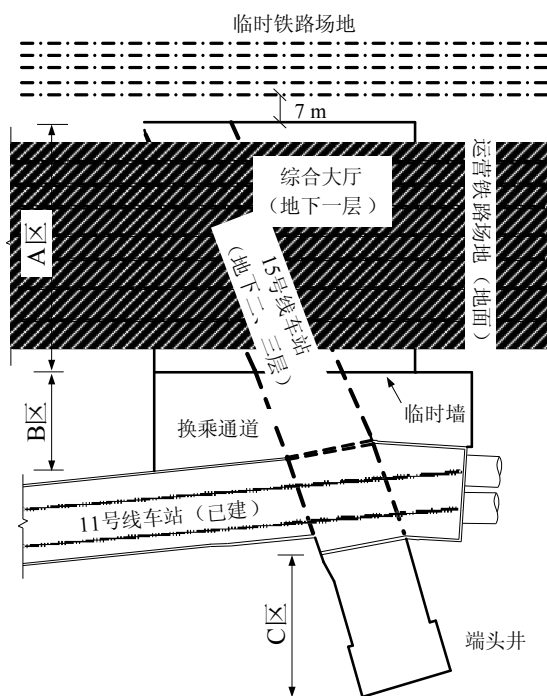 临时铁路场地
7 m
综合大厅
（地下一层）
运营铁路场地（地面）
A区
15号线车站
（地下二、三层）
临时墙
B区
换乘通道
11号线车站（已建）
C区
端头井